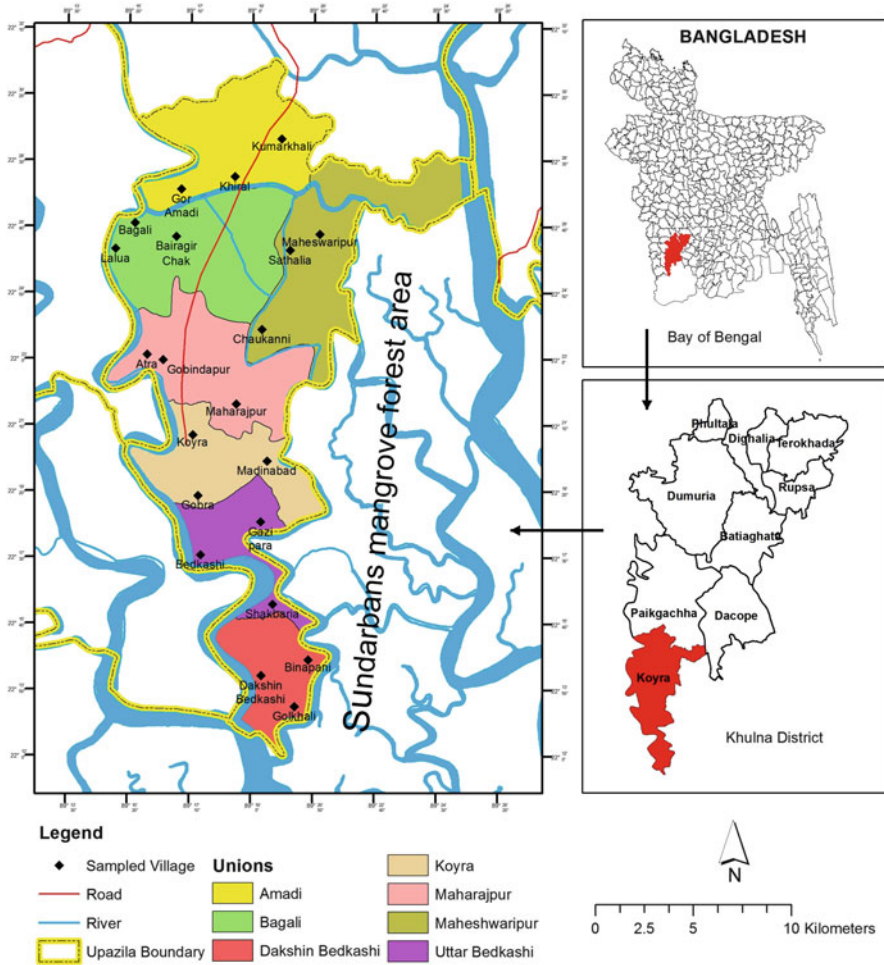 Kumarkhali
Khiral
Gor
Amadi
Bagali
Bairagir
Chak
Lalua
Maheswaripur
Sathalia
Chaukanni
Atra
Gobindapur
Maharajpur
Koyra
Madinabad
Gobra
Gazi
para
Bedkashi
Shakbaria
Binapani
Dakshin
Bedkashi
Golkhali
Sundarbans mangrove forest area
BANGLADESH
Bay of Bengal
Phultala
Dighalia
Terokhada
Rupsa
Dumuria
Batiaghata
Paikgachha
Dacope
Koyra
Khulna District
Legend
Sampled Village
Road
River
Upazila Boundary
Unions
Amadi
Bagali
Dakshin Bedkashi
Koyra
Maharajpur
Maheshwaripur
Uttar Bedkashi
N
0 2.5 5 10 Kilometers